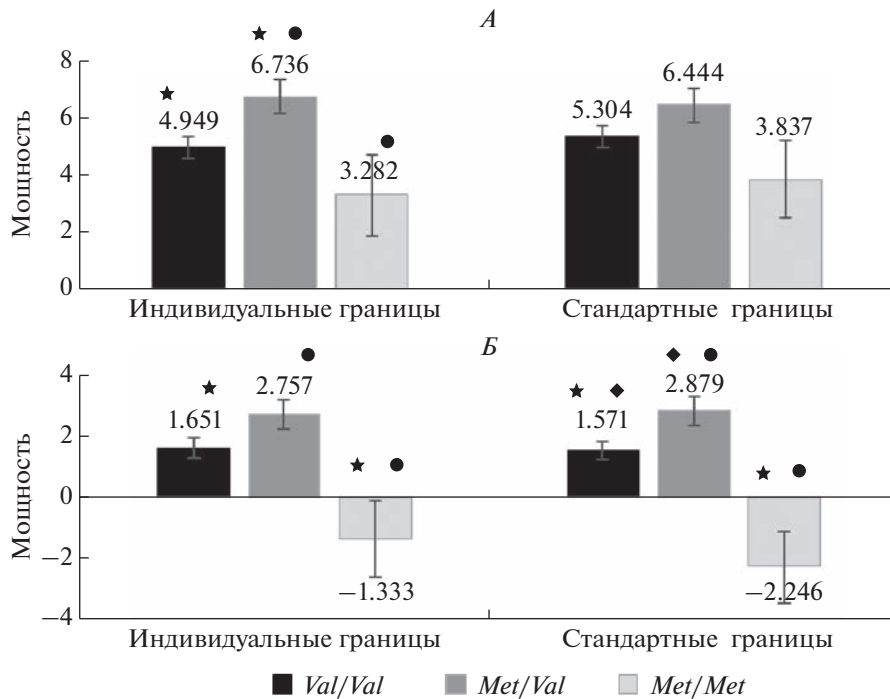 А
★ ●
8
6.736
6.444
★
6
4.949
5.304
●
3.837
3.282
4
2
0
Мощность
Индивидуальные границы
Стандартные границы
Б
●
◆ ●
4
★
2.757
★ ◆
2.879
1.651
1.571
2
★ ●
★ ●
0
−2
−1.333
−2.246
−4
Мощность
Индивидуальные границы
Стандартные границы
Val/Val
Met/Val
Met/Met